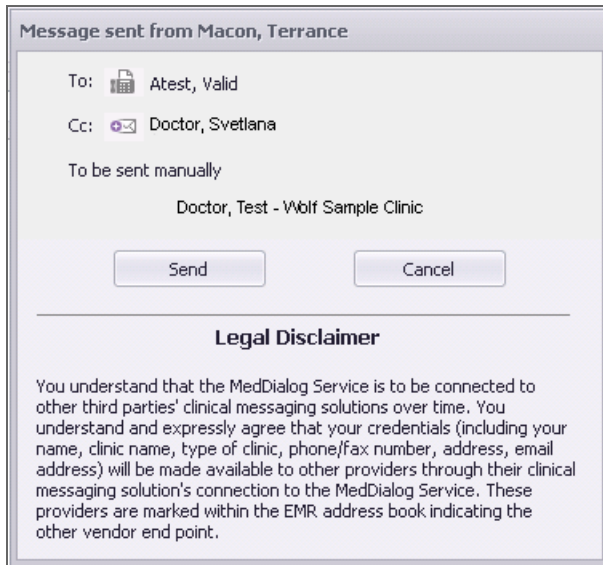 Message sent from Macon, Terrance
To: Atest, Valid
Cc: Doctor, Svetlana
To be sent manually
Doctor, Test - Wolf Sample Clinic
Send Cancel
Legal Disclaimer
You understand that the MedDialog Service is to be connected to
other third parties' clinical messaging solutions over time. You
understand and expressly agree that your credentials (including your
name, clinic name, type of clinic, phone/fax number, address, email
address) will be made available to other providers through their clinical
messaging solution's connection to the MedDialog Service. These
providers are marked within the EMR address book indicating the
other vendor end point.